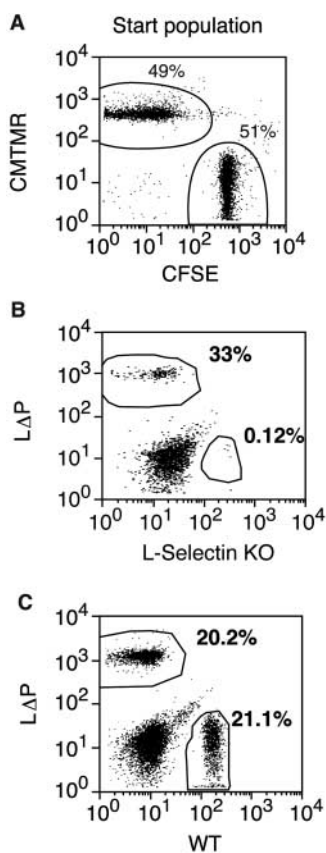 A Start population
10⁴
49%
10³
51%
CMTMR
10²
10¹
10⁰
10⁰ 10¹ 10² 10³ 10⁴
CFSE
B
10⁴
33%
10³
LΔP
10²
0.12%
10¹
10⁰
10⁰ 10¹ 10² 10³ 10⁴
L-Selectin KO
C
10⁴
20.2%
10³
LΔP
10²
21.1%
10¹
10⁰
10⁰ 10¹ 10² 10³ 10⁴
WT